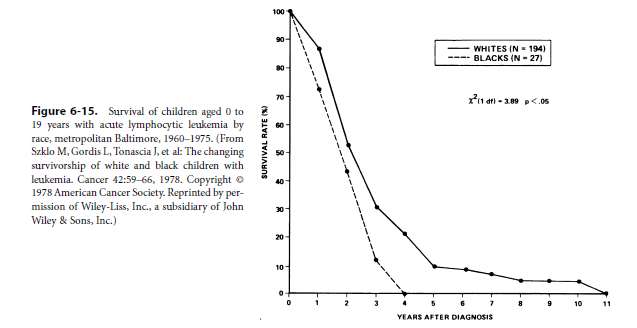 Figure 6-15. Survival of children aged 0 to
19 years with acute lymphocytic leukemia by
race, metropolitan Baltimore, 1960–1975. (From
Szklo M, Gordis L, Tonascia J, et al: The changing
survivorship of white and black children with
leukemia. Cancer 42:59–66, 1978. Copyright ©
1978 American Cancer Society. Reprinted by per-
mission of Wiley-Liss, Inc., a subsidiary of John
Wiley & Sons, Inc.)
SURVIVAL RATE (%)
100
90
80
70
60
50
40
30
20
10
0
WHITES (N = 194)
BLACKS (N = 27)
χ²(1 df) = 3.89 p < .05
0 1 2 3 4 5 6 7 8 9 10 11
YEARS AFTER DIAGNOSIS